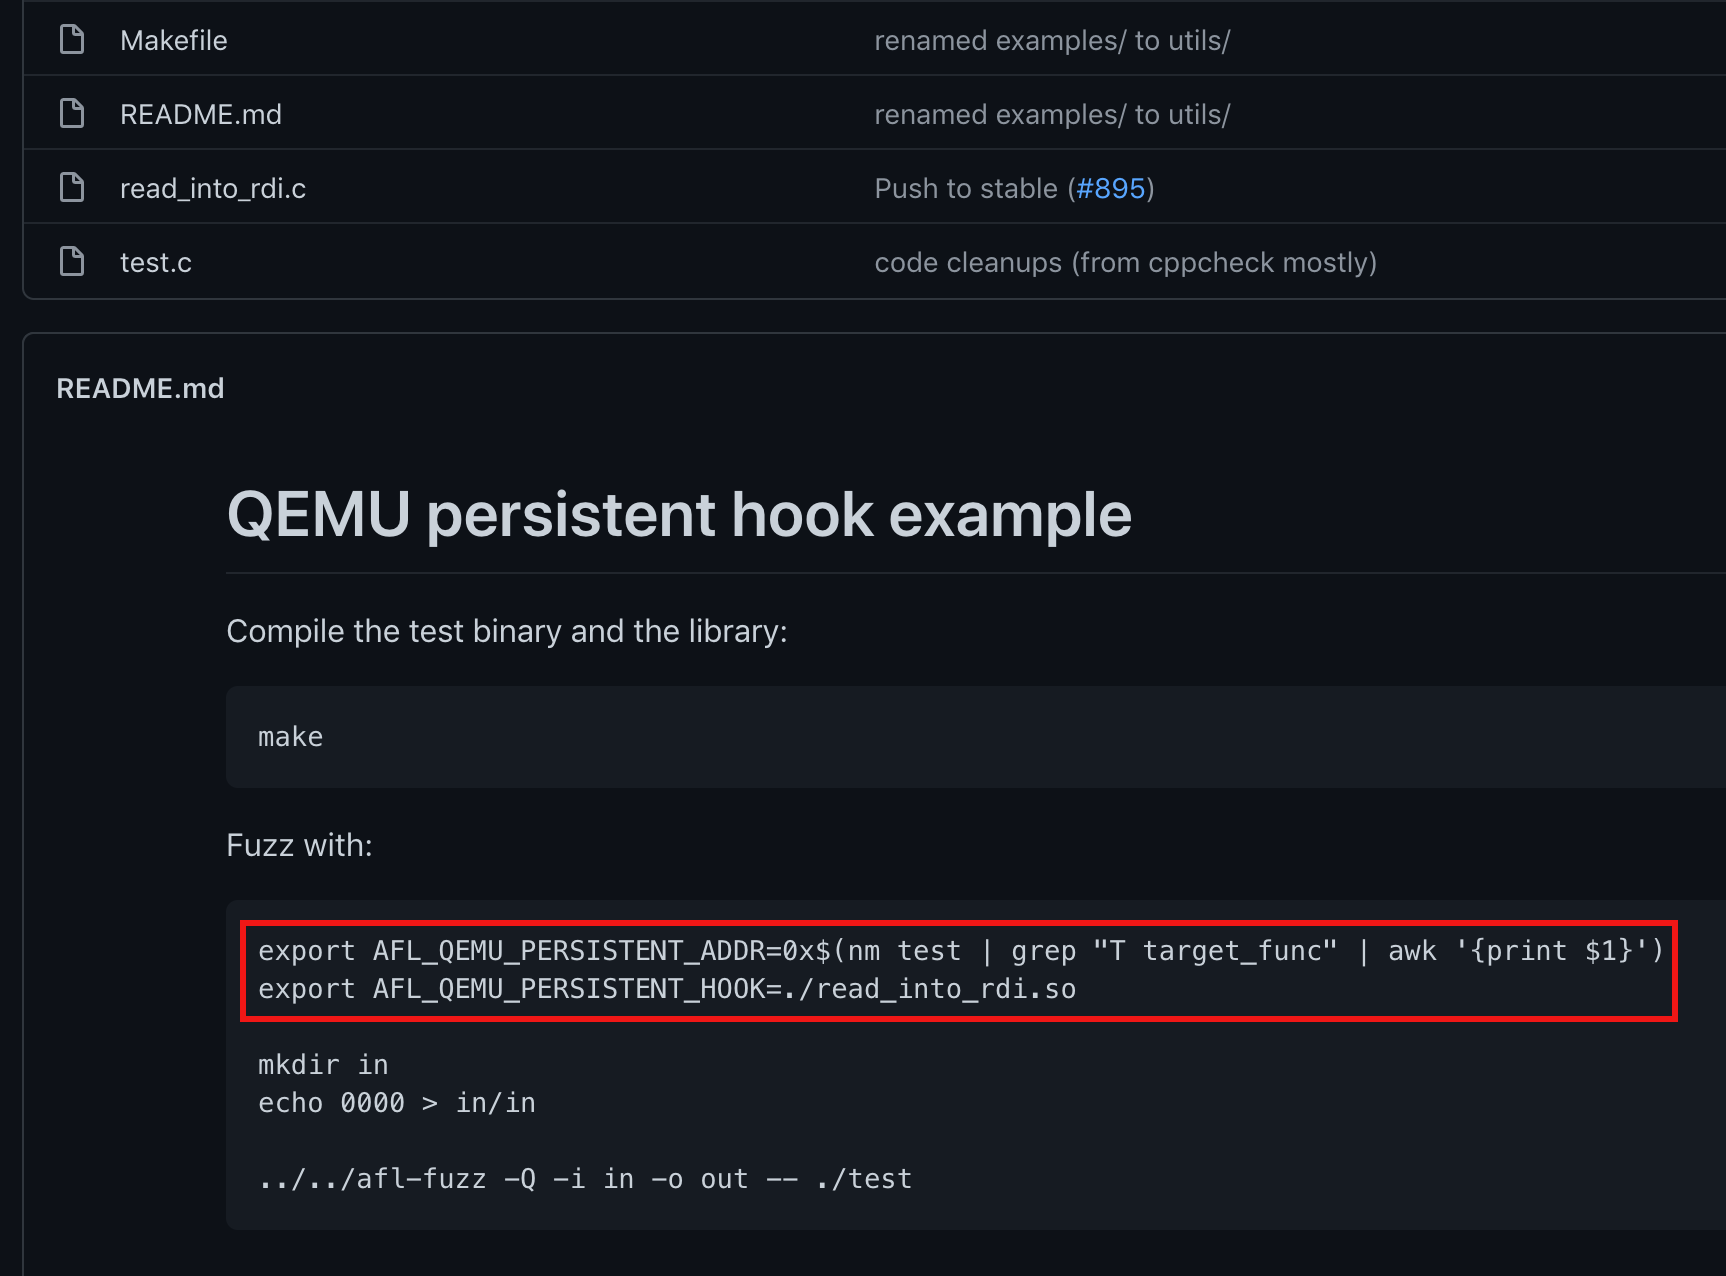 Makefile renamed examples/ to utils/
README.md renamed examples/ to utils/
read_into_rdi.c Push to stable (#895)
test.c code cleanups (from cppcheck mostly)
README.md
QEMU persistent hook example
Compile the test binary and the library:
make
Fuzz with:
export AFL_QEMU_PERSISTENT_ADDR=0x$(nm test | grep "T target_func" | awk '{print $1}')
export AFL_QEMU_PERSISTENT_HOOK=./read_into_rdi.so
mkdir in
echo 0000 > in/in
../../afl-fuzz -Q -i in -o out -- ./test